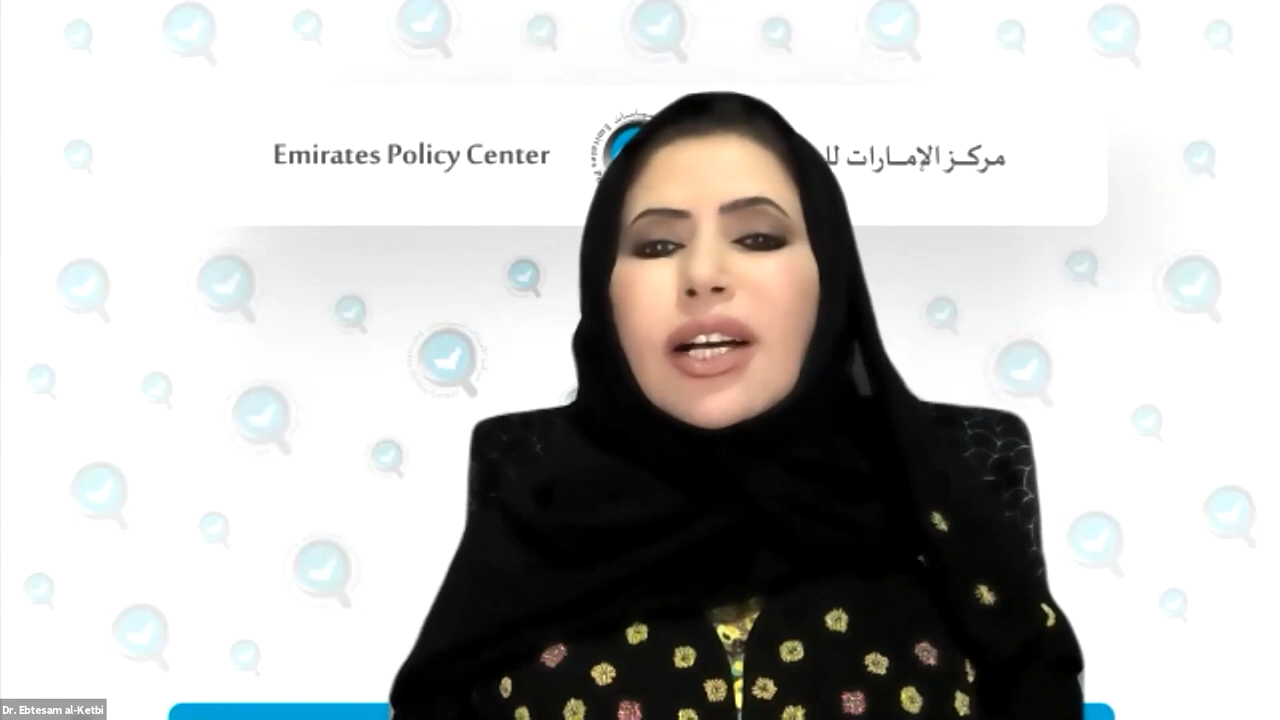 Emirates Policy Center
مركز الإمارات لل
Dr. Ebtesam al-Ketbi